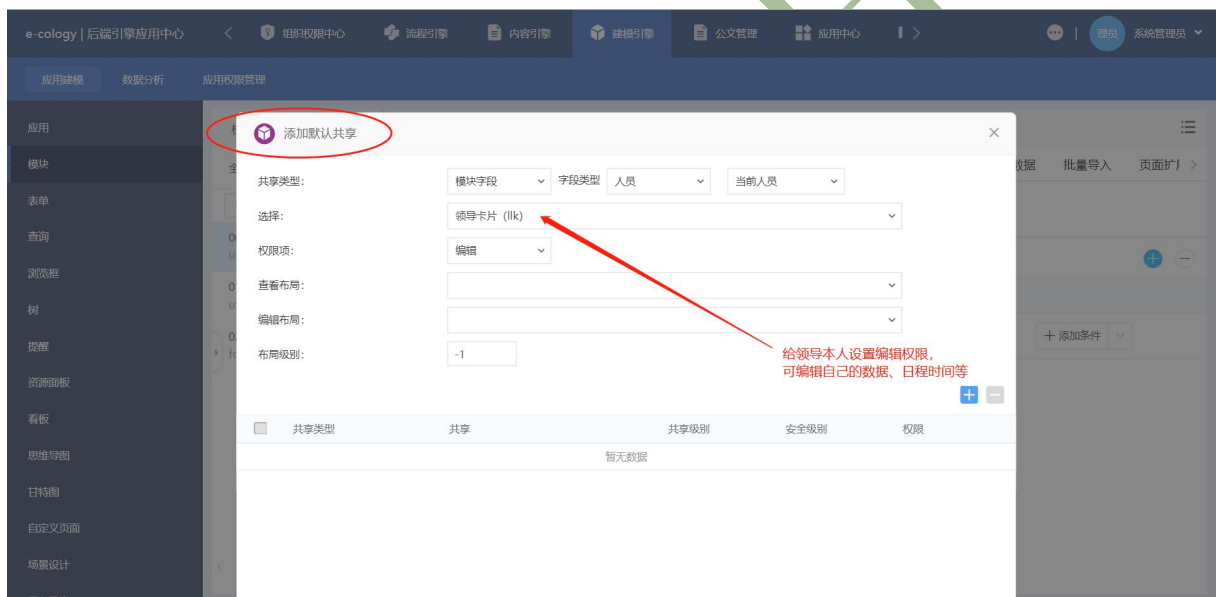 e-cology | 后端引擎应用中心 组织权限中心 流程引擎 内容引擎 建模引擎 公文管理 应用中心 理员 系统管理员
应用建模 数据分析 应用权限管理
应用
添加默认共享
模块
数据 批量导入
共享类型: 模块字段 字段类型 人员 当前人员
表单
选择: 领导卡片 (llk)
查询
权限项: 编辑
浏览框
查看布局:
树
编辑布局:
提醒
布局级别: -1
添加条件
给领导本人设置编辑权限,
可编辑自己的数据、日程时间等
资源面板
看板
共享类型 共享 共享级别 安全级别 权限
思维导图
暂无数据
甘特图
自定义页面
场景设计